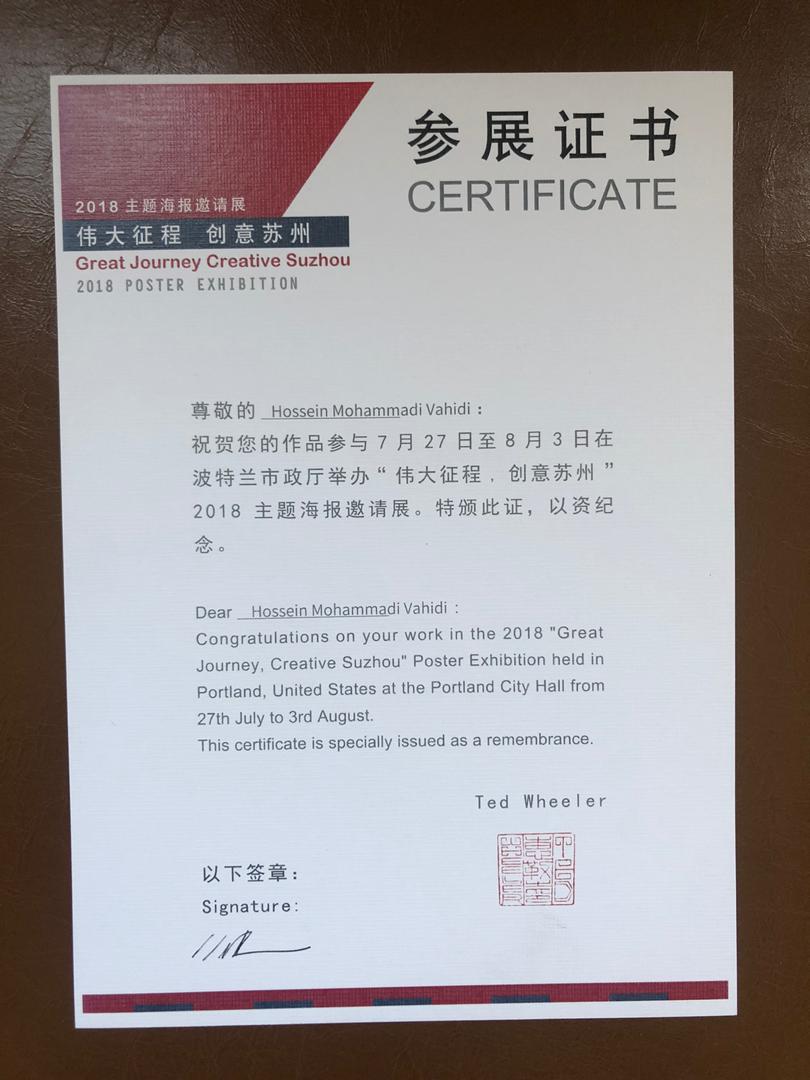 参展证书
CERTIFICATE
2018 主题海报邀请展
伟大征程 创意苏州
Great Journey Creative Suzhou
2018 POSTER EXHIBITION
尊敬的 Hossein Mohammadi Vahidi：
祝贺您的作品参与 7 月 27 日至 8 月 3 日在
波特兰市政厅举办“ 伟大征程，创意苏州 ”
2018 主题海报邀请展。特颁此证，以资纪
念。
Dear Hossein Mohammadi Vahidi :
Congratulations on your work in the 2018 "Great
Journey, Creative Suzhou" Poster Exhibition held in
Portland, United States at the Portland City Hall from
27th July to 3rd August.
This certificate is specially issued as a remembrance.
Ted Wheeler
以下签章：
Signature: